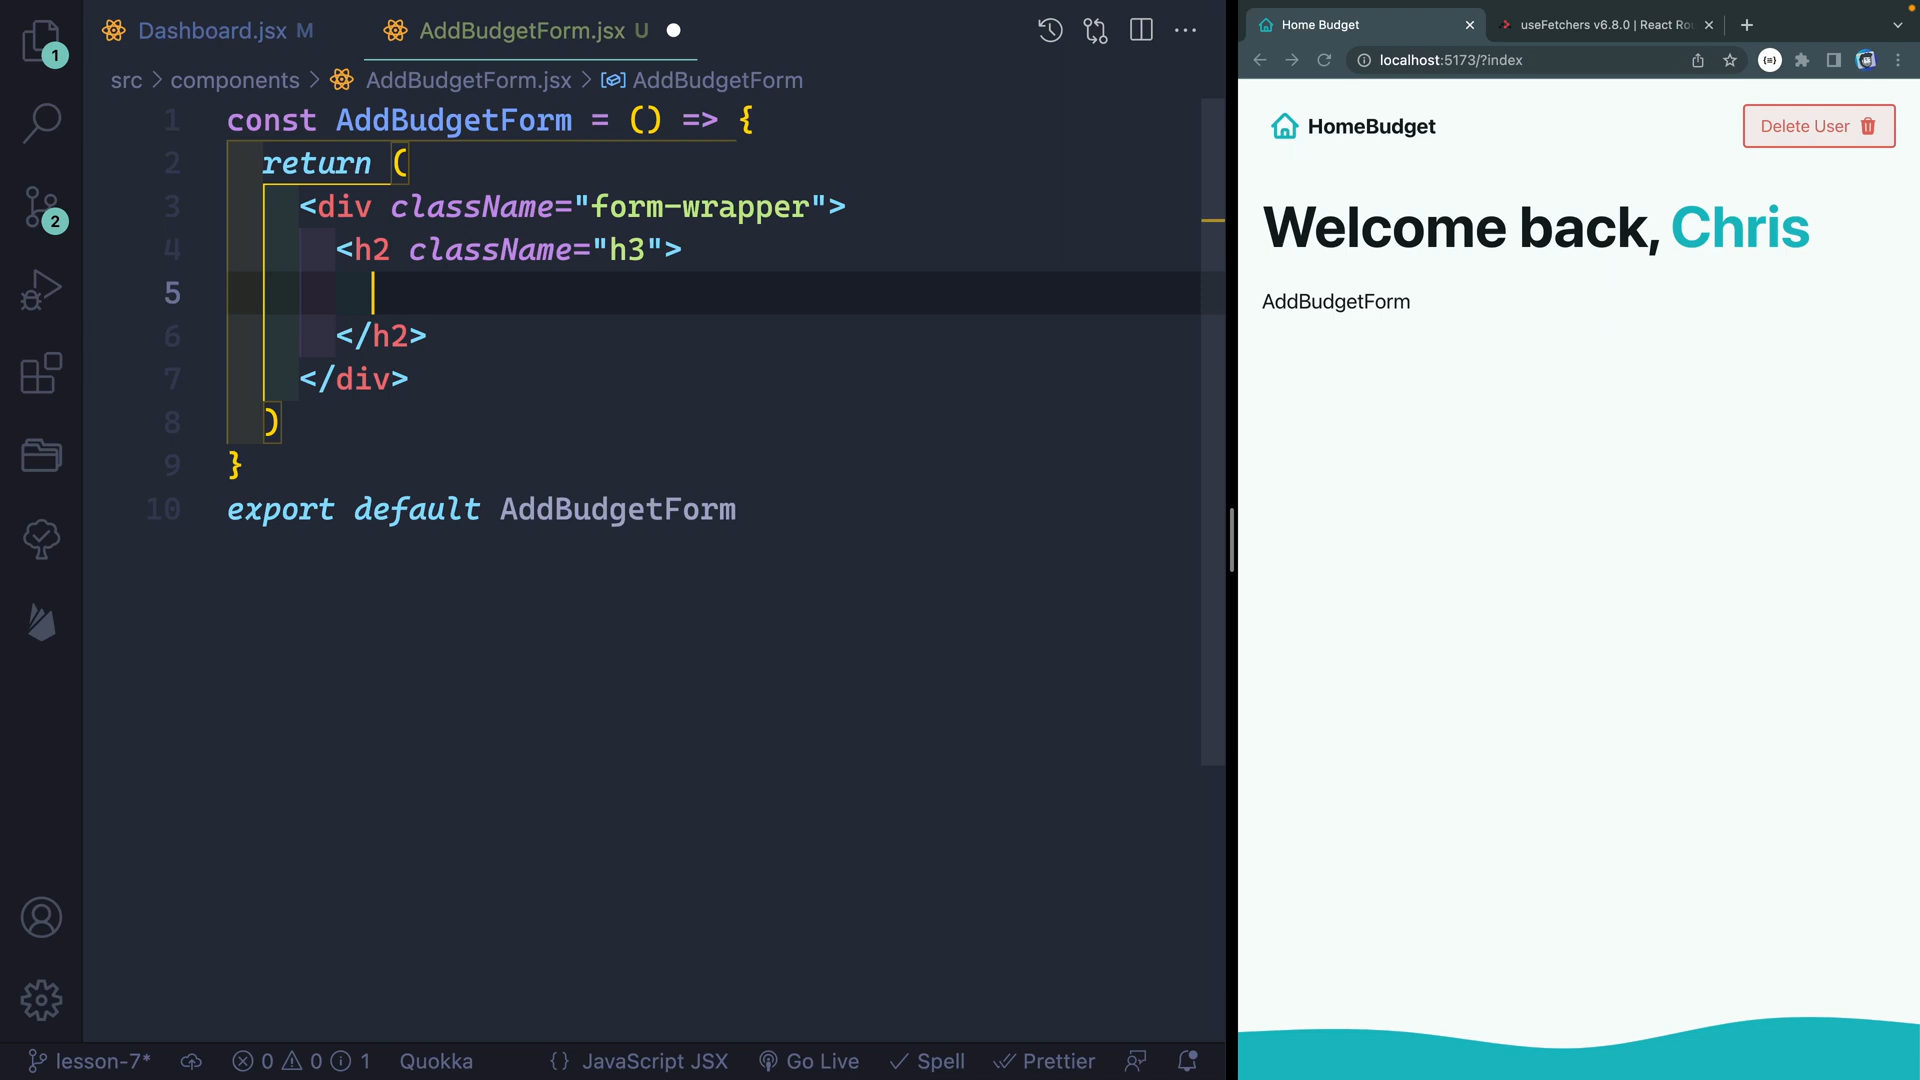 Dashboard.jsx M
AddBudgetForm.jsx U
src > components > AddBudgetForm.jsx > AddBudgetForm
1 const AddBudgetForm = () => {
2 return (
3 <div className="form-wrapper">
4 <h2 className="h3">
5
6 </h2>
7 </div>
8 )
9 }
10 export default AddBudgetForm
1
2
lesson-7* 0 0 1 Quokka {} JavaScript JSX Go Live Spell Prettier
Home Budget
useFetchers v6.8.0 | React Ro
localhost:5173/?index
HomeBudget
Delete User
Welcome back, Chris
AddBudgetForm